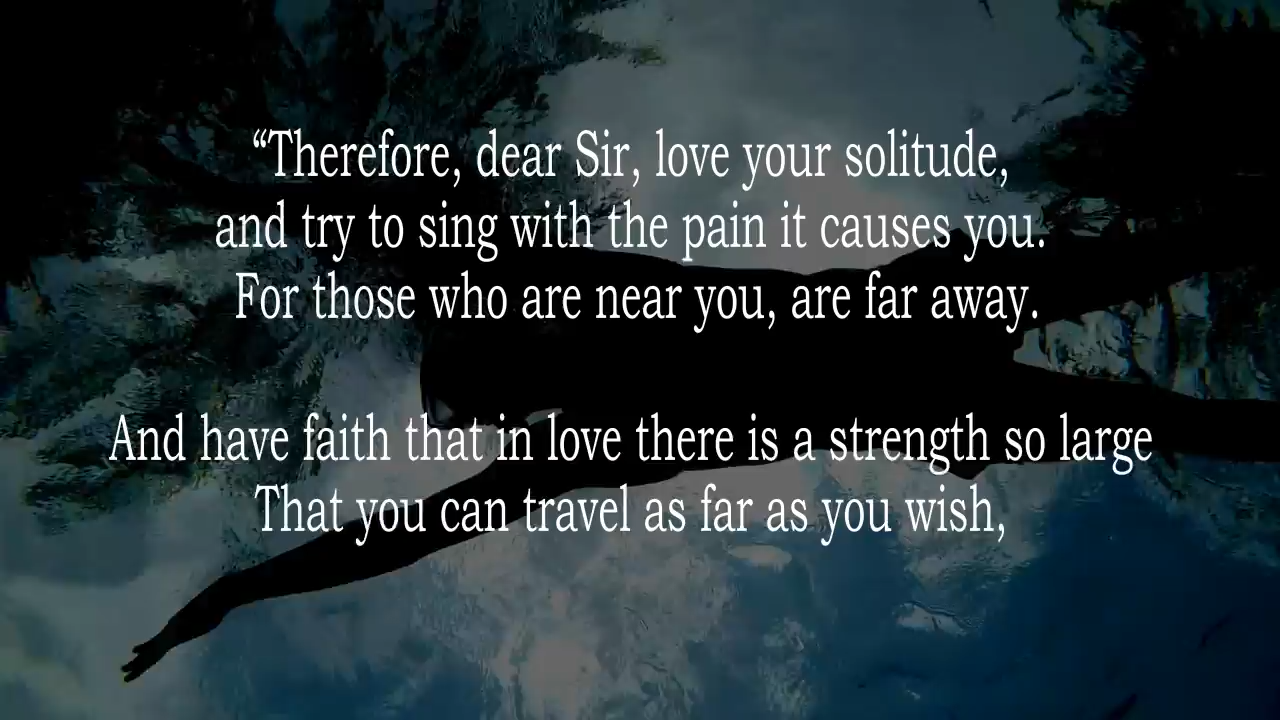 “Therefore, dear Sir, love your solitude,
and try to sing with the pain it causes you.
For those who are near you, are far away.
And have faith that in love there is a strength so large
That you can travel as far as you wish,